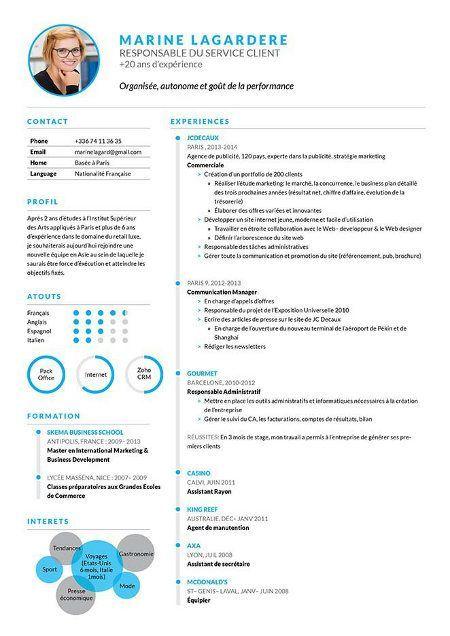 MARINE LAGARDERE
RESPONSABLE DU SERVICE CLIENT
+20 ans d'expérience
Organisée, autonome et goût de la performance
CONTACT
Phone +336 74 11 36 35
Email marinelagard@gmail.com
Home Basée à Paris
Language Nationalité Française
PROFIL
Après 2 ans d'études à l'Institut Supérieur
des Arts appliqués à Paris et plus de 6 ans
d'expérience dans le domaine du retail luxe,
je souhaiterais aujourd'hui rejoindre une
nouvelle équipe en Asie au sein de laquelle je
saurais être force d'exécution et atteindre les
objectifs fixés.
ATOUTS
Français
Anglais
Espagnol
Italien
Pack
Office
Internet
Zoho
CRM
FORMATION
SKEMA BUSINESS SCHOOL
ANTIPOLIS, FRANCE ; 2009 - 2013
Master en International Marketing &
Business Development
LYCÉE MASSENA, NICE ; 2007 - 2009
Classes préparatoires aux Grandes Ecoles
de Commerce
INTERETS
Tendances
Gastronomie
Voyages
(Etats-Unis
6 mois, Italie
1mois)
Sport
Mode
Presse
économique
EXPERIENCES
JCDECAUX
PARIS , 2013-2014
Agence de publicité, 120 pays, experte dans la publicité, stratégie marketing
Commerciale
> Création d'un portfolio de 200 clients
• Réaliser l'étude marketing: le marché, la concurrence, le business plan détaillé
des trois prochaines années (résultat net, chiffre d'affaire, évolution de la
trésorerie)
• Élaborer des offres variées et innovantes
> Développer un site internet jeune, moderne et facile d'utilisation
• Travailler en étroite collaboration avec le Web - developpeur & le Web designer
• Définir l'arborescence du site web
> Responsable des tâches administratives
> Gérer toute la communication et promotion du site (référencement, pub, brochure)
PARIS 9, 2012-2013
Communication Manager
> En charge d'appels d'offres
> Responsable du projet de l'Exposition Universelle 2010
> Ecrire des articles de presse sur le site de JC Decaux
• En charge de l'ouverture du nouveau terminal de l'aéroport de Pékin et de
Shanghai
> Rédiger les newsletters
GOURMET
BARCELONE, 2010-2012
Responsable Administratif
> Mettre en place les outils administratifs et informatiques nécessaires à la création
de l'entreprise
> Gérer le suivi du CA, les facturations, comptes de résultats, bilan
RÉUSSITES: En 3 mois de stage, mon travail a permis à l'entreprise de générer ses pre-
miers clients
CASINO
CALVI, JUIN 2011
Assistant Rayon
KING REEF
AUSTRALIE, DEC- JANV 2011
Agent de manutention
AXA
LYON, JUIL 2008
Assistant de secrétaire
MCDONALD'S
ST- GENIS- LAVAL, JANV- JUIN 2008
Équipier